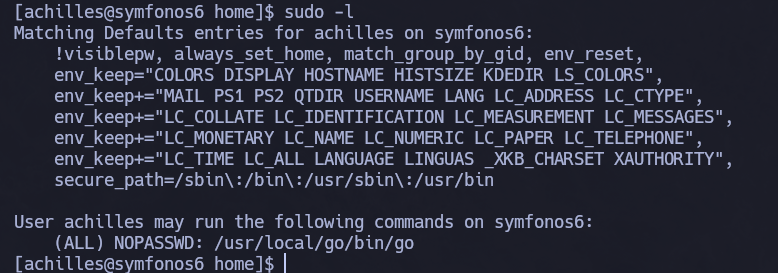 [achilles@symfonos6 home]$ sudo -l
Matching Defaults entries for achilles on symfonos6:
    !visiblepw, always_set_home, match_group_by_gid, env_reset,
    env_keep="COLORS DISPLAY HOSTNAME HISTSIZE KDEDIR LS_COLORS",
    env_keep+="MAIL PS1 PS2 QTDIR USERNAME LANG LC_ADDRESS LC_CTYPE",
    env_keep+="LC_COLLATE LC_IDENTIFICATION LC_MEASUREMENT LC_MESSAGES",
    env_keep+="LC_MONETARY LC_NAME LC_NUMERIC LC_PAPER LC_TELEPHONE",
    env_keep+="LC_TIME LC_ALL LANGUAGE LINGUAS _XKB_CHARSET XAUTHORITY",
    secure_path=/sbin\:/bin\:/usr/sbin\:/usr/bin

User achilles may run the following commands on symfonos6:
    (ALL) NOPASSWD: /usr/local/go/bin/go
[achilles@symfonos6 home]$